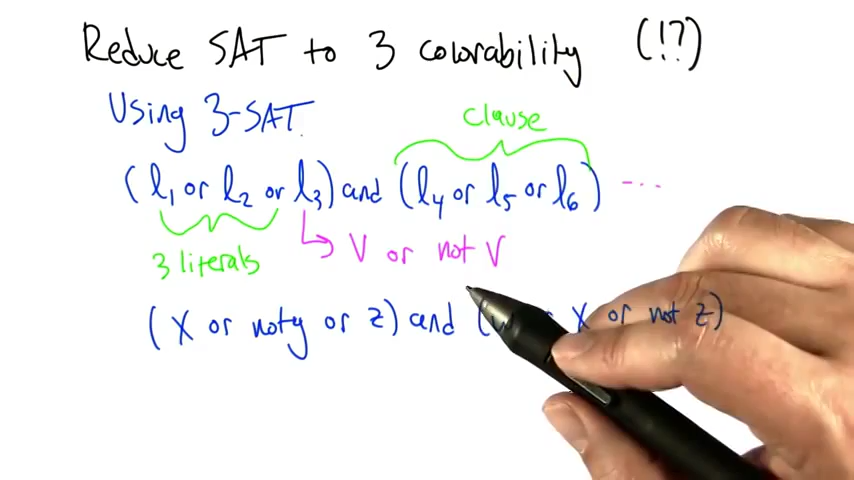 Reduce SAT to 3 colorability (!?)
Using 3-SAT.
clause
(l1 or l2 or l3) and (l4 or l5 or l6) ...
3 literals
V or not V
(x or not y or z) and ( x or not z)